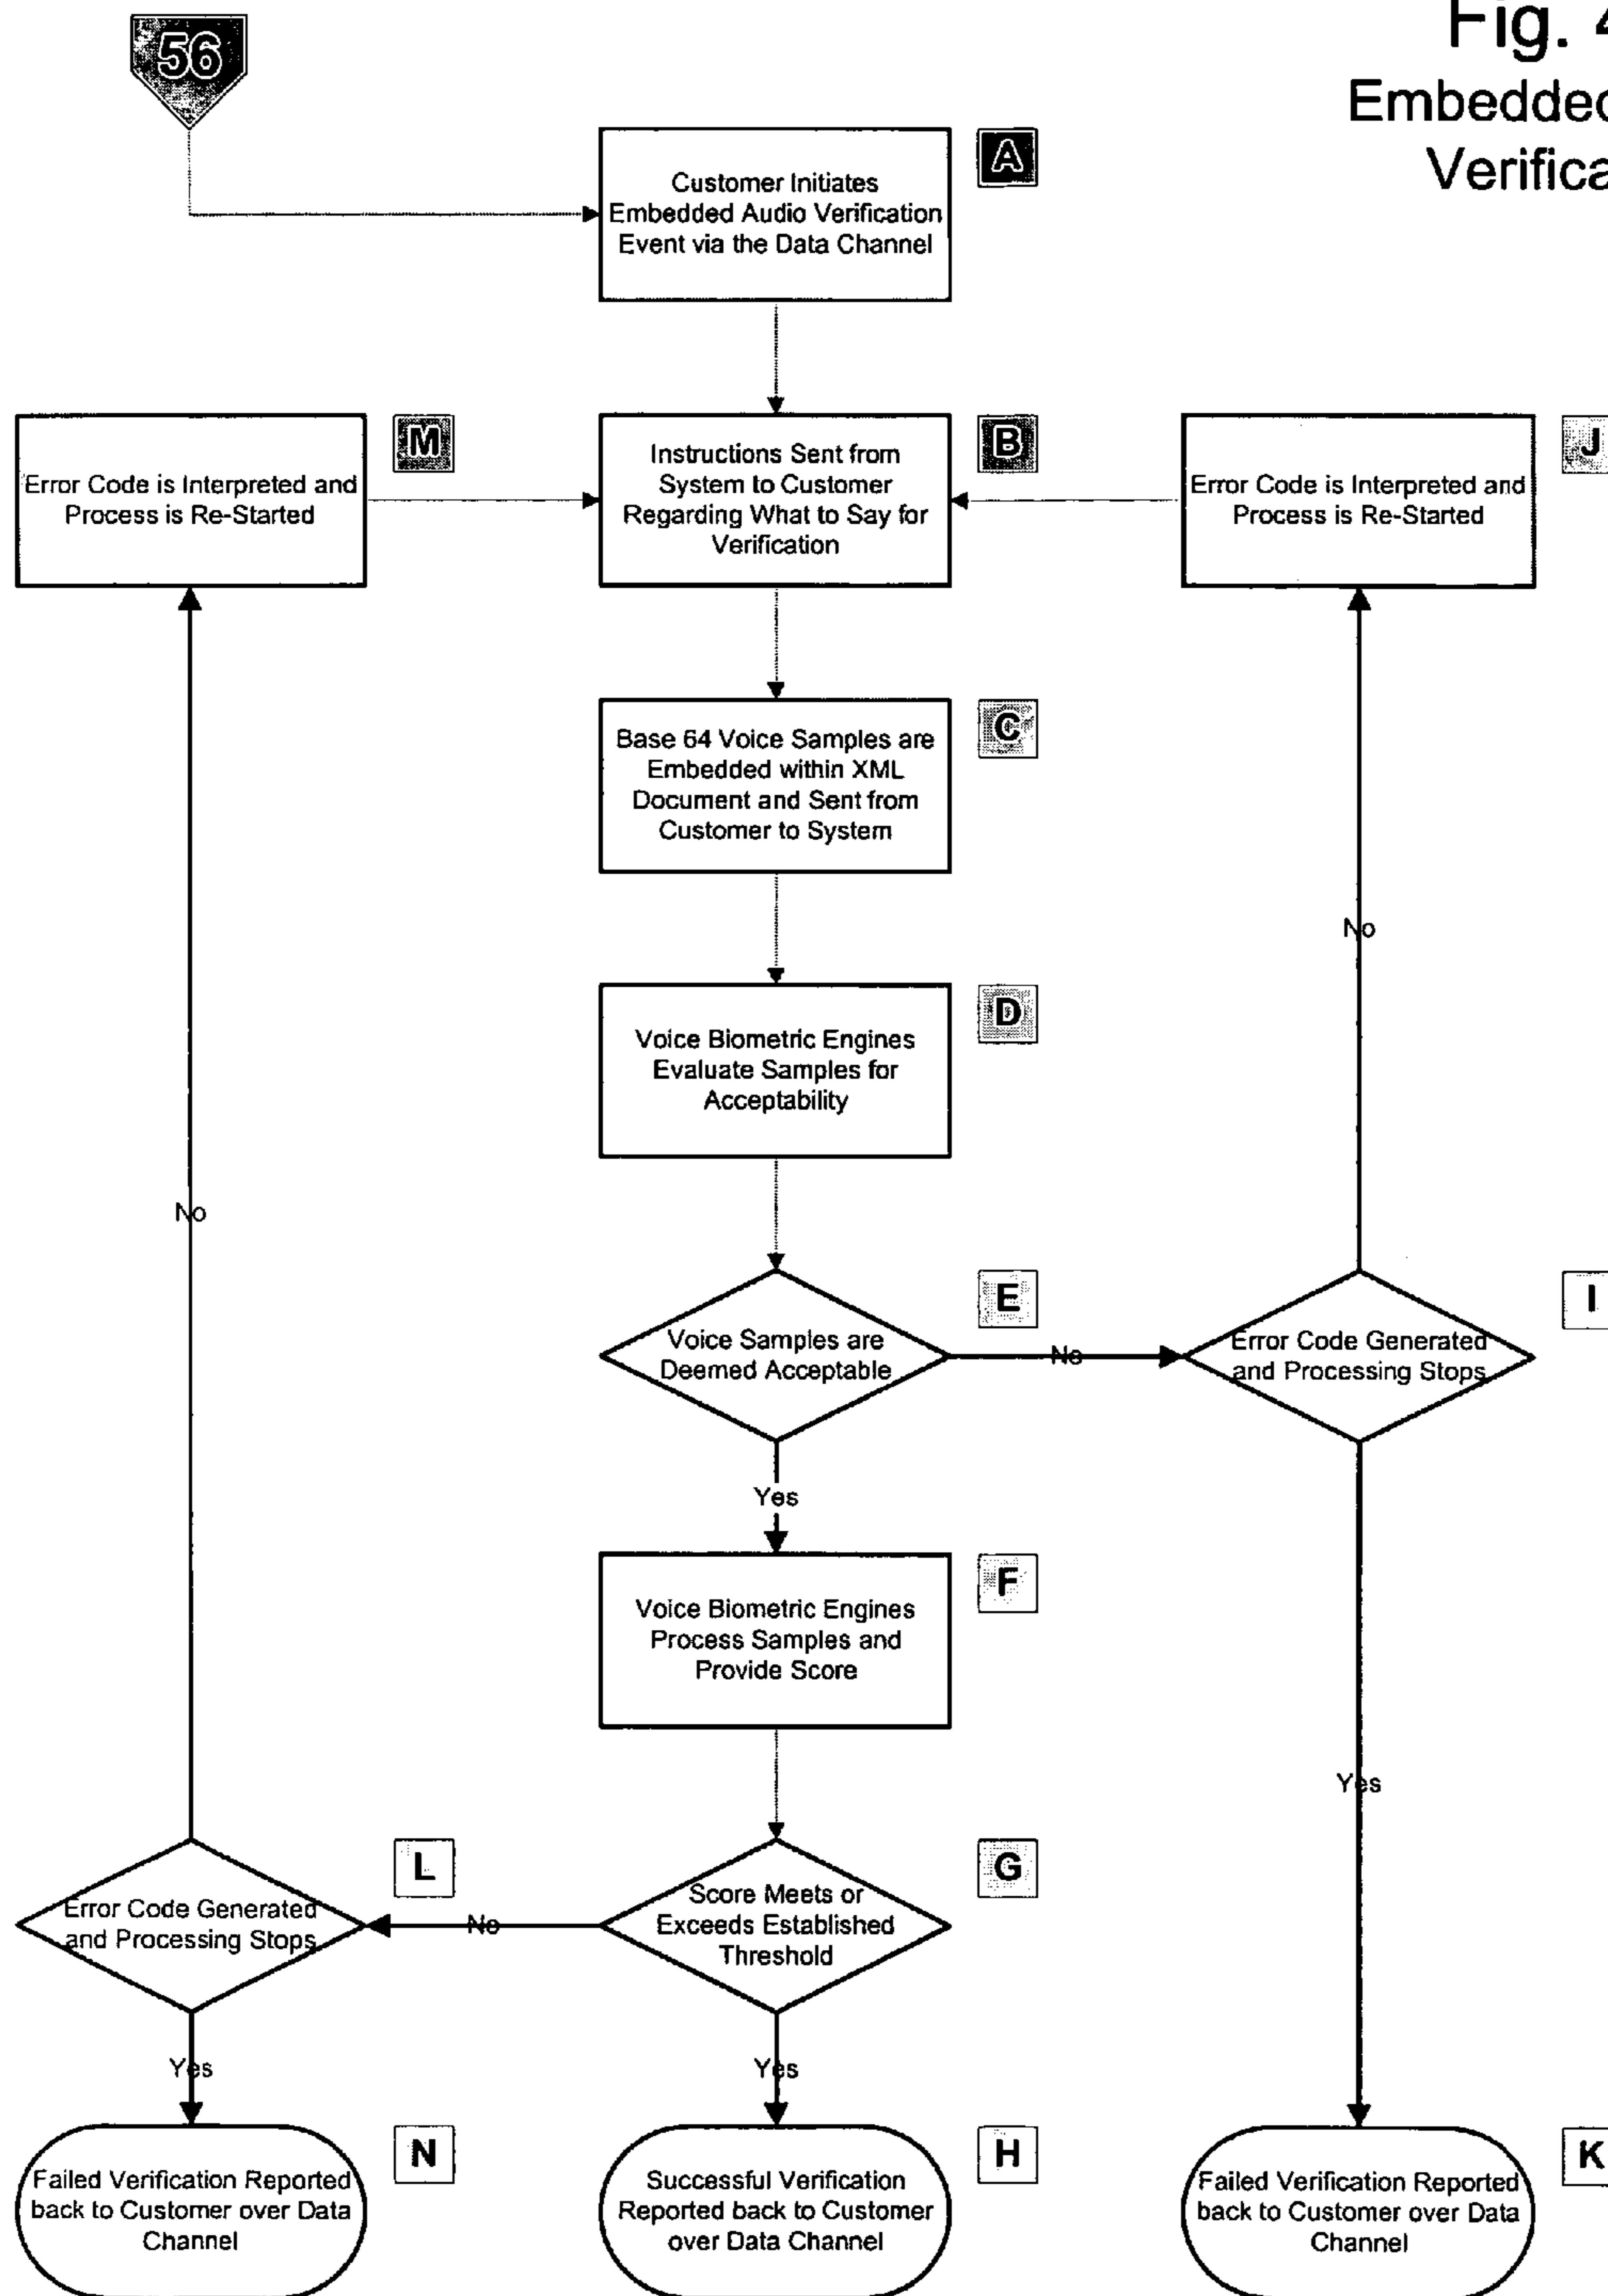 56
Fig. 4
Embedded
Verifica
Customer Initiates
Embedded Audio Verification
Event via the Data Channel
A
Error Code is Interpreted and
Process is Re-Started
M
Instructions Sent from
System to Customer
Regarding What to Say for
Verification
B
Error Code is Interpreted and
Process is Re-Started
J
Base 64 Voice Samples are
Embedded within XML
Document and Sent from
Customer to System
C
No
Voice Biometric Engines
Evaluate Samples for
Acceptability
D
No
Voice Samples are
Deemed Acceptable
E
No
Error Code Generated
and Processing Stops
I
Yes
Voice Biometric Engines
Process Samples and
Provide Score
F
Yes
Error Code Generated
and Processing Stops
L
No
Score Meets or
Exceeds Established
Threshold
G
Yes
Yes
Failed Verification Reported
back to Customer over Data
Channel
N
Successful Verification
Reported back to Customer
over Data Channel
H
Failed Verification Reported
back to Customer over Data
Channel
K